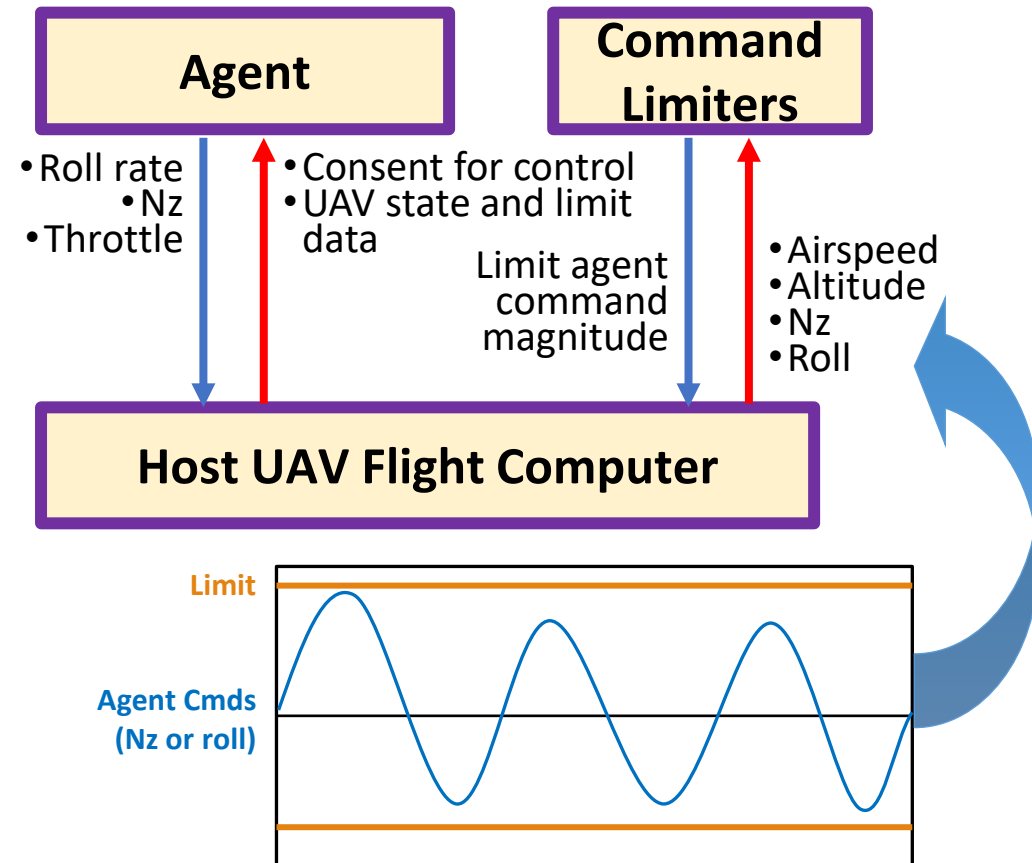 Agent
Command
Limiters
•Roll rate
•Nz
•Throttle
•Consent for control
•UAV state and limit
data
Limit agent
command
magnitude
•Airspeed
•Altitude
•Nz
•Roll
Host UAV Flight Computer
Limit
Agent Cmds
(Nz or roll)